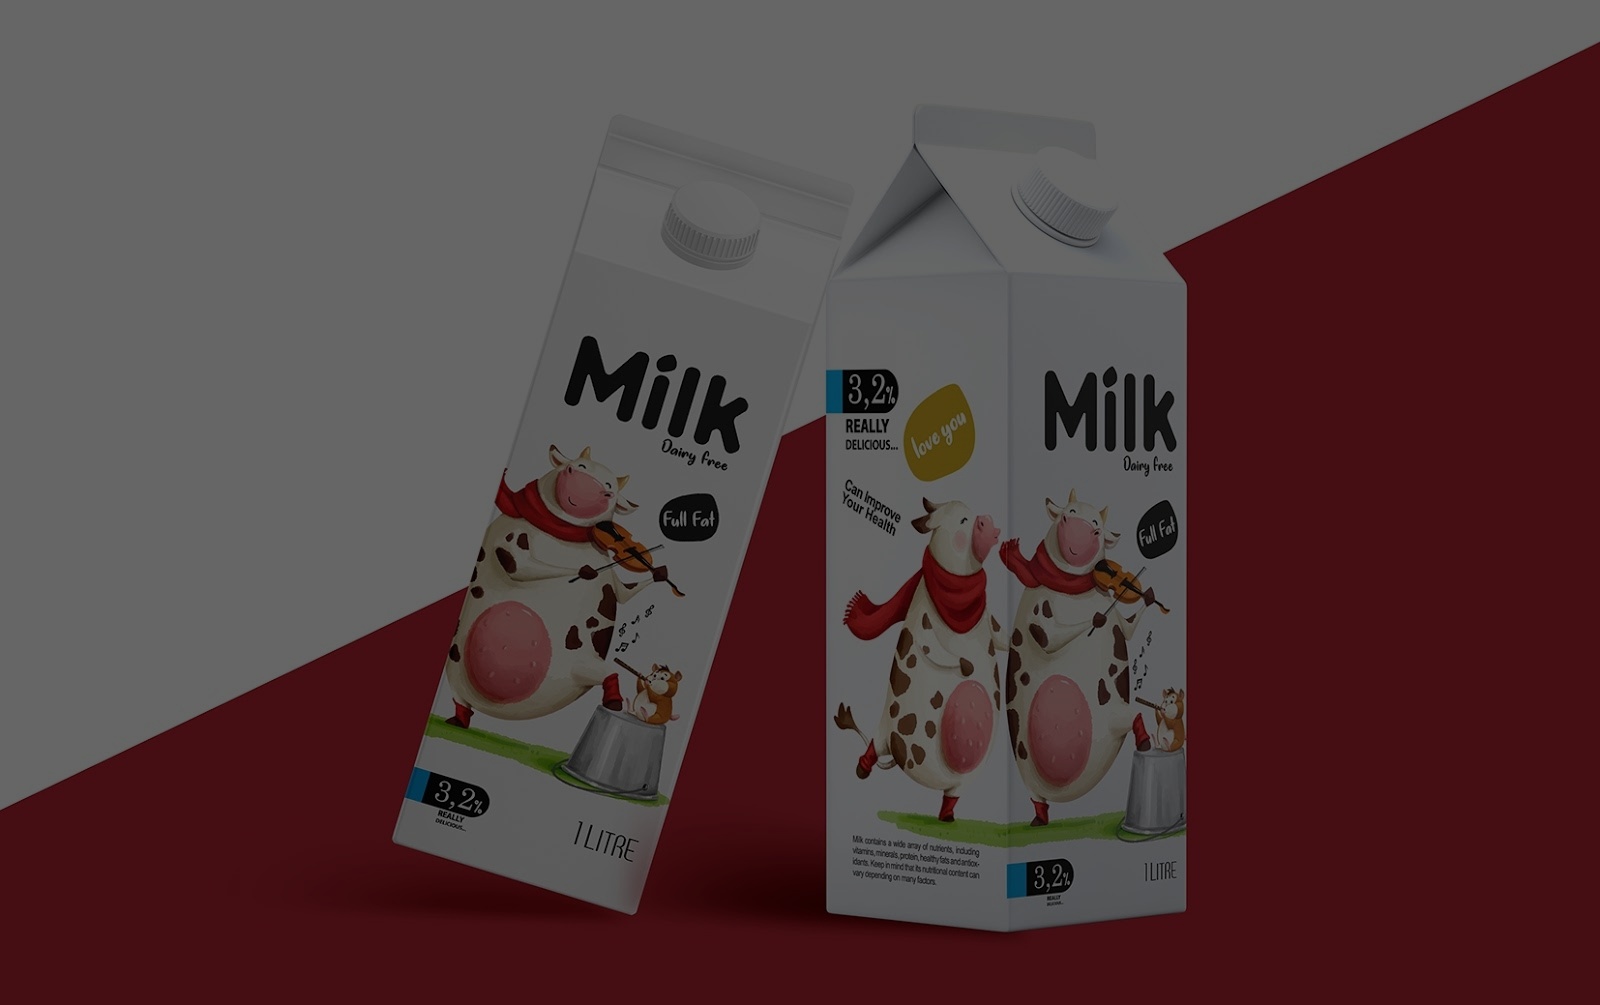 Milk
Dairy free
Full Fat
3,2%
REALLY
DELICIOUS...
1 LITRE
3,2%
REALLY
DELICIOUS...
love you
Can Improve
Your Health
Milk contains a wide array of nutrients, including
vitamins, minerals, protein, healthy fats and antiox-
idants. Keep in mind that its nutritional content can
vary depending on many factors.
Milk
Dairy free
Full Fat
3,2%
REALLY
DELICIOUS...
1 LITRE